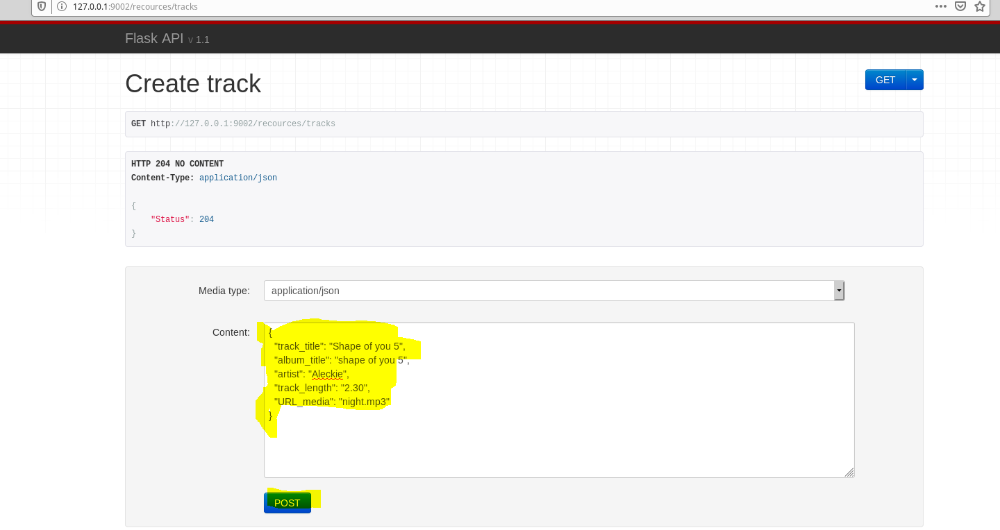 127.0.0.1:9002/recources/tracks
Flask API v 1.1
Create track
GET
GET http://127.0.0.1:9002/recources/tracks
HTTP 204 NO CONTENT
Content-Type: application/json
{
"Status": 204
}
Media type: application/json
Content: {
"track_title": "Shape of you 5",
"album_title": "shape of you 5",
"artist": "Aleckie",
"track_length": "2.30",
"URL_media": "night.mp3"
}
POST